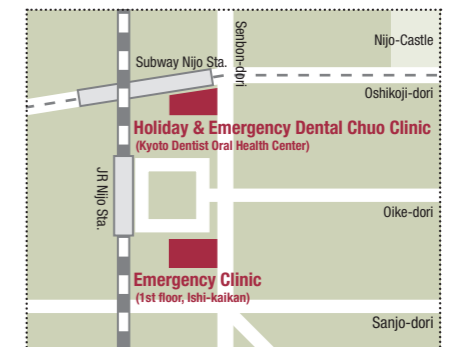 Senbon-dori
Nijo-Castle
Subway Nijo Sta.
Oshikoji-dori
Holiday & Emergency Dental Chuo Clinic
(Kyoto Dentist Oral Health Center)
JR Nijo Sta.
Oike-dori
Emergency Clinic
(1st floor, Ishi-kaikan)
Sanjo-dori